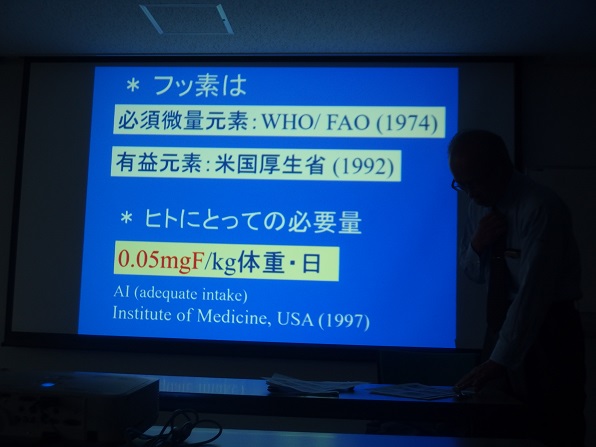 * フッ素は
必須微量元素：WHO/ FAO (1974)
有益元素：米国厚生省 (1992)
* ヒトにとっての必要量
0.05mgF/kg体重・日
AI (adequate intake)
Institute of Medicine, USA (1997)